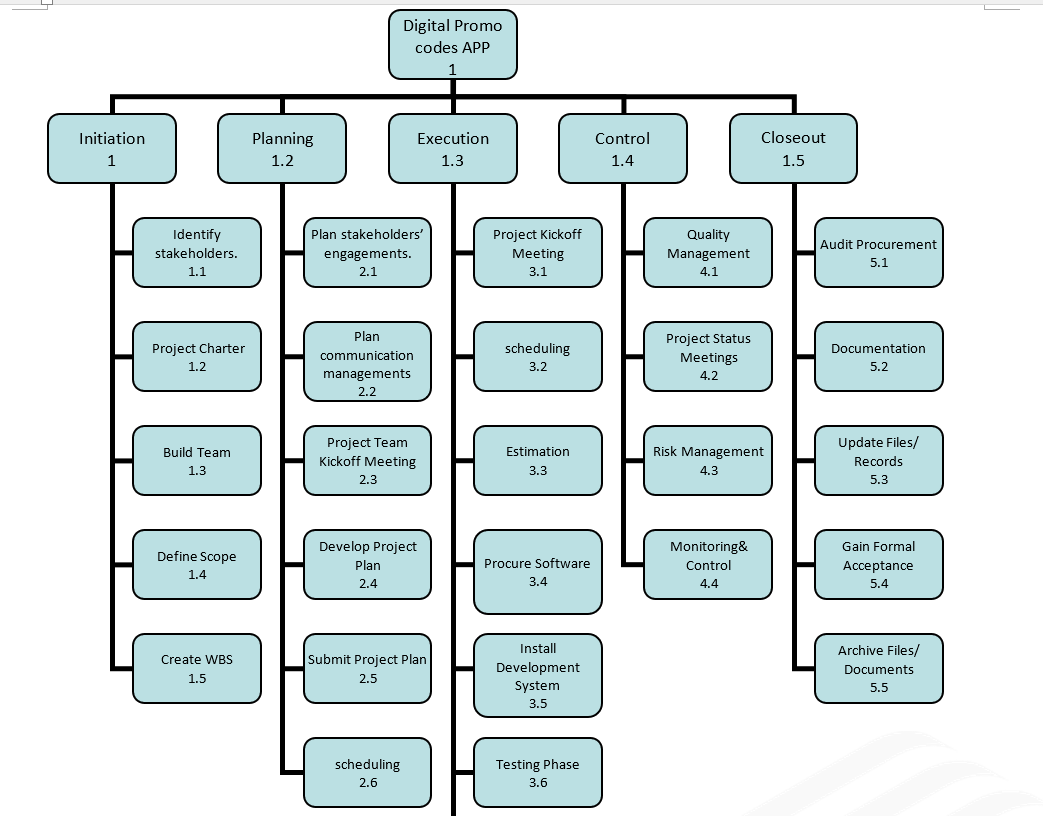 Digital Promo
codes APP
1
Initiation
1
Planning
1.2
Execution
1.3
Control
1.4
Closeout
1.5
Identify
stakeholders.
1.1
Project Charter
1.2
Build Team
1.3
Define Scope
1.4
Create WBS
1.5
Plan stakeholders’
engagements.
2.1
Plan
communication
managements
2.2
Project Team
Kickoff Meeting
2.3
Develop Project
Plan
2.4
Submit Project Plan
2.5
scheduling
2.6
Project Kickoff
Meeting
3.1
scheduling
3.2
Estimation
3.3
Procure Software
3.4
Install
Development
System
3.5
Testing Phase
3.6
Quality
Management
4.1
Project Status
Meetings
4.2
Risk Management
4.3
Monitoring&
Control
4.4
Audit Procurement
5.1
Documentation
5.2
Update Files/
Records
5.3
Gain Formal
Acceptance
5.4
Archive Files/
Documents
5.5